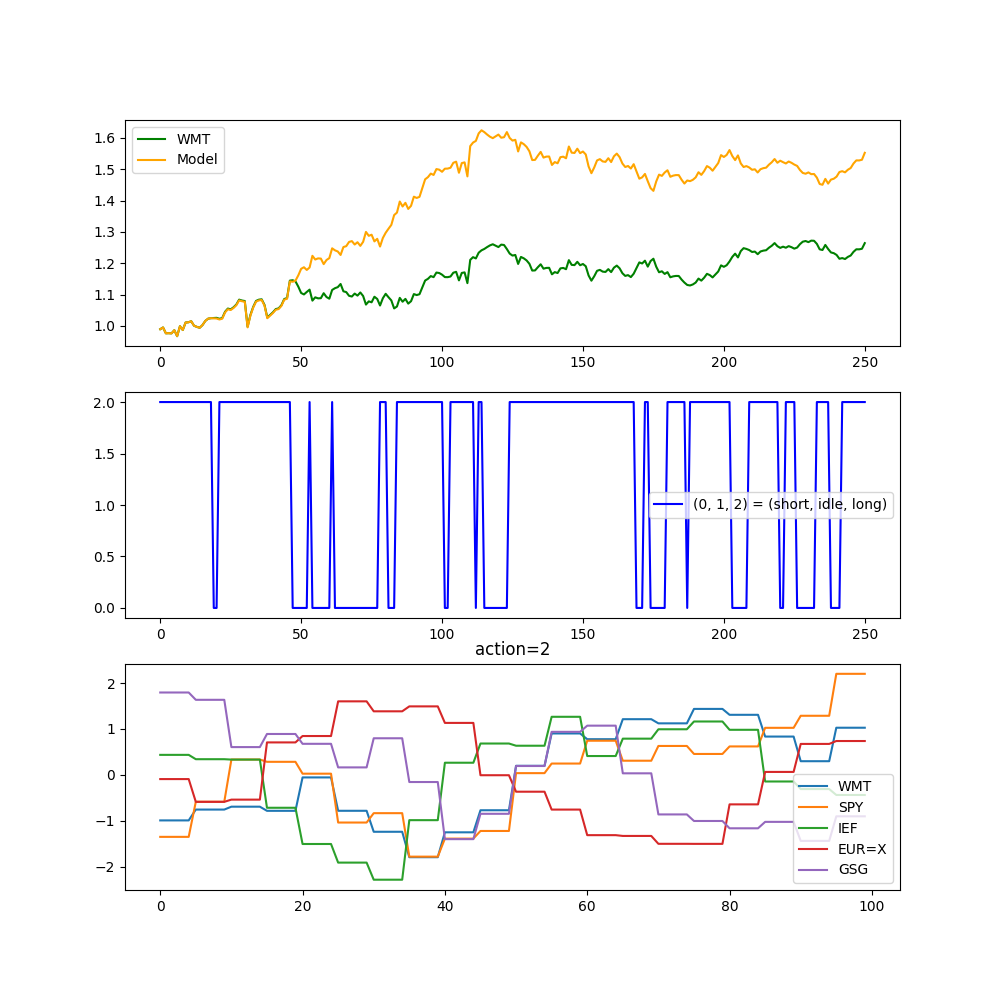 1.6
1.5
1.4
1.3
1.2
1.1
1.0
WMT
Model
0 50 100 150 200 250
2.0
1.5
1.0
0.5
0.0
(0, 1, 2) = (short, idle, long)
0 50 100 150 200 250
action=2
2
1
0
−1
−2
WMT
SPY
IEF
EUR=X
GSG
0 20 40 60 80 100